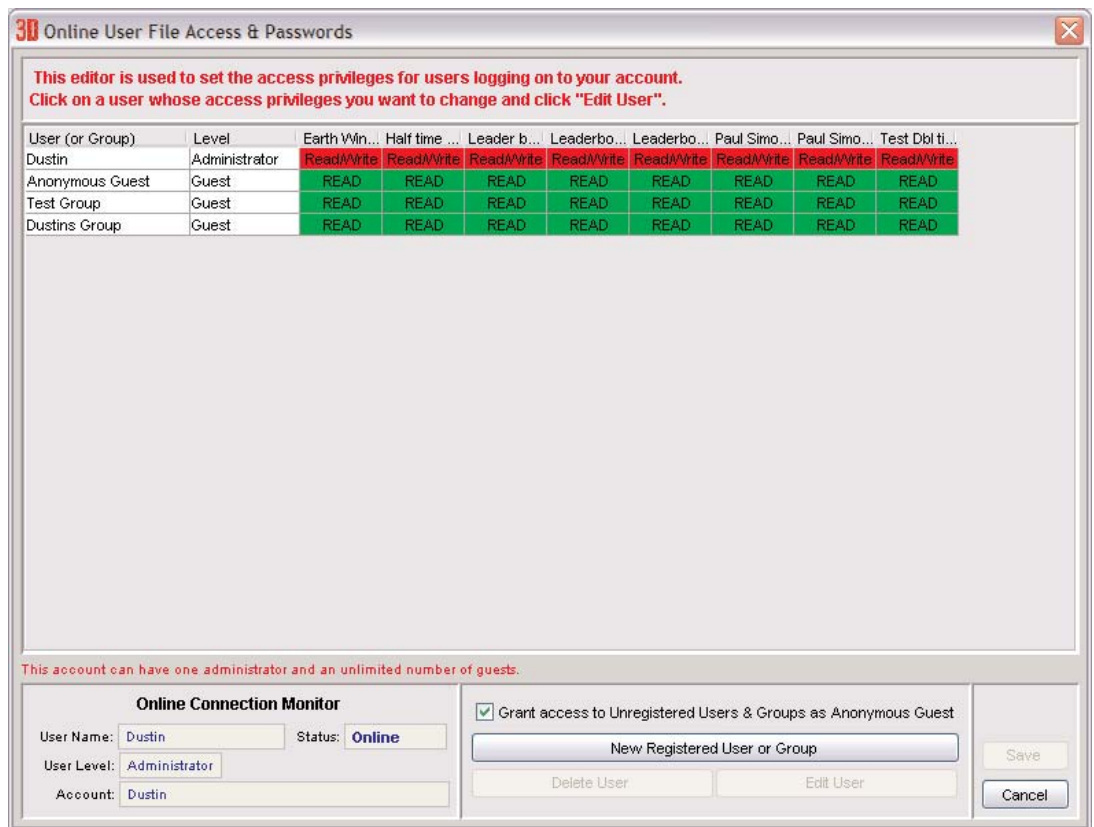 3D Online User File Access & Passwords
This editor is used to set the access privileges for users logging on to your account.
Click on a user whose access privileges you want to change and click "Edit User".
User (or Group) Level Earth Win... Half time ... Leader b... Leaderbo... Leaderbo... Paul Simo... Paul Simo... Test Dbl ti...
Dustin Administrator Read/Write Read/Write Read/Write Read/Write Read/Write Read/Write Read/Write Read/Write
Anonymous Guest Guest READ READ READ READ READ READ READ READ
Test Group Guest READ READ READ READ READ READ READ READ
Dustins Group Guest READ READ READ READ READ READ READ READ
This account can have one administrator and an unlimited number of guests.
Online Connection Monitor
User Name: Dustin Status: Online
User Level: Administrator
Account: Dustin
Grant access to Unregistered Users & Groups as Anonymous Guest
New Registered User or Group
Delete User Edit User
Save
Cancel